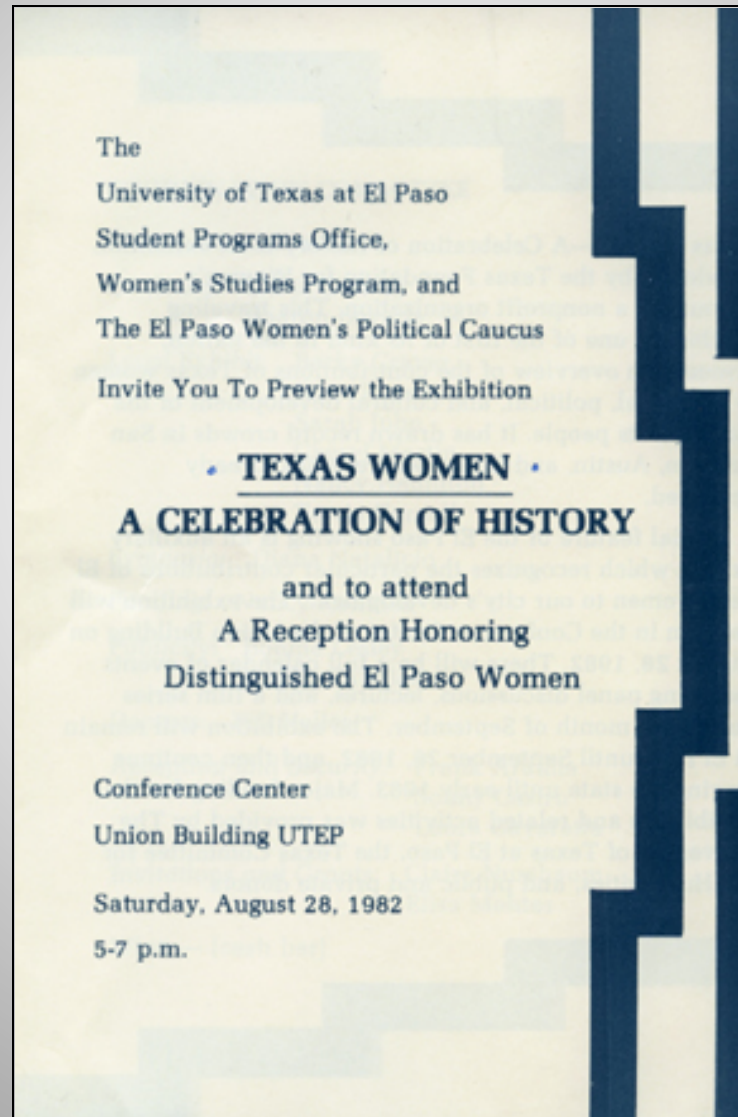 The
University of Texas at El Paso
Student Programs Office,
Women's Studies Program, and
The El Paso Women's Political Caucus
Invite You To Preview the Exhibition
• TEXAS WOMEN •
A CELEBRATION OF HISTORY
and to attend
A Reception Honoring
Distinguished El Paso Women
Conference Center
Union Building UTEP
Saturday, August 28, 1982
5-7 p.m.